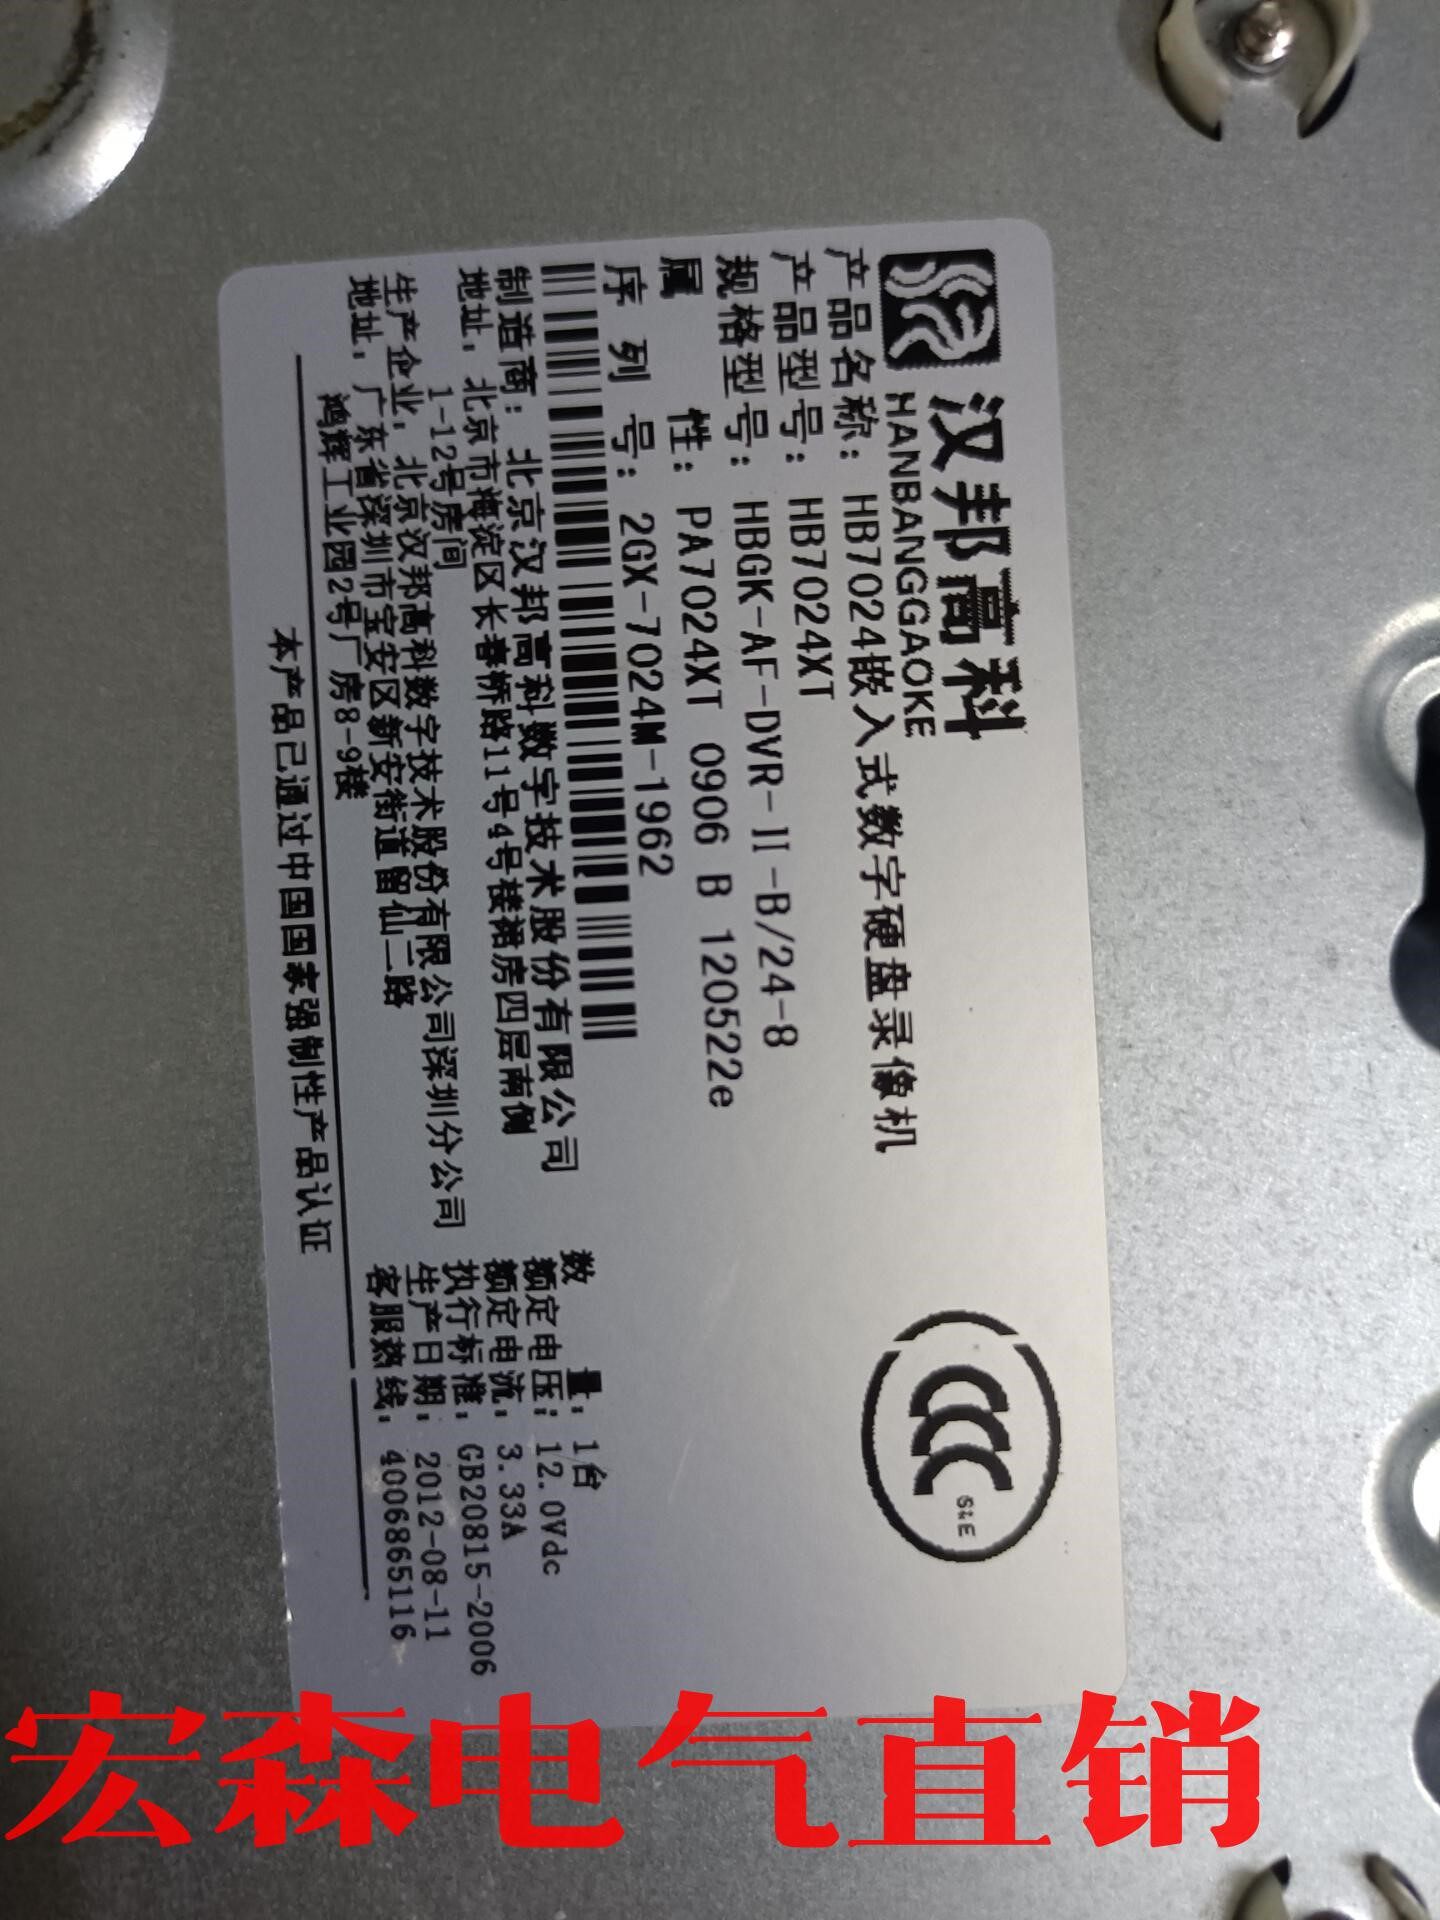 汉邦高科
HANBANGGAOKE
产品名称：HB7024嵌入式数字硬盘录像机
产品型号：HB7024XT
规格型号：HBGK-AF-DVR-II-B/24-8
属 性：PA7024XT 0906 B 120522e
序 列 号：2GX-7024M-1962
制造商：北京汉邦高科数字技术股份有限公司
地址：北京市海淀区长春桥路11号4号楼裙房四层南侧
1-12号房间
生产企业：北京汉邦高科数字技术股份有限公司深圳分公司
地址：广东省深圳市宝安区新安街道留仙二路
鸿辉工业园2号厂房8-9楼
本产品已通过中国国家强制性产品认证
CCC
S&E
数 量：1台
额定电压：12.0Vdc
额定电流：3.33A
执行标准：GB20815-2006
生产日期：2012-08-11
客服热线：4006865116
宏森电气直销